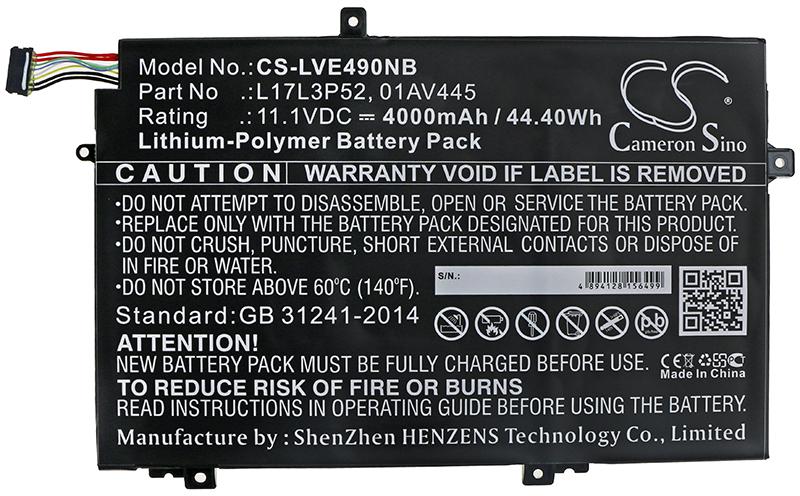 Model No.:CS-LVE490NB
Part No :L17L3P52, 01AV445
Rating :11.1VDC ⎓ 4000mAh / 44.40Wh
Lithium-Polymer Battery Pack
CS
Cameron Sino
CAUTION WARRANTY VOID IF LABEL IS REMOVED
•DO NOT ATTEMPT TO DISASSEMBLE, OPEN OR SERVICE THE BATTERY PACK.
•REPLACE ONLY WITH THE BATTERY PACK DESIGNATED FOR THIS PRODUCT.
•DO NOT CRUSH, PUNCTURE, SHORT EXTERNAL CONTACTS OR DISPOSE OF
IN FIRE OR WATER.
•DO NOT STORE ABOVE 60°C (140°F).
S/N.:
4 894128 156499
Standard:GB 31241-2014
Pb
ATTENTION!
NEW BATTERY PACK MUST BE FULLY CHARGED BEFORE USE.
TO REDUCE RISK OF FIRE OR BURNS
READ INSTRUCTIONS IN OPERATING GUIDE BEFORE USING THE BATTERY.
CE
Made In China
Manufacture by :ShenZhen HENZENS Technology Co., Ltd.